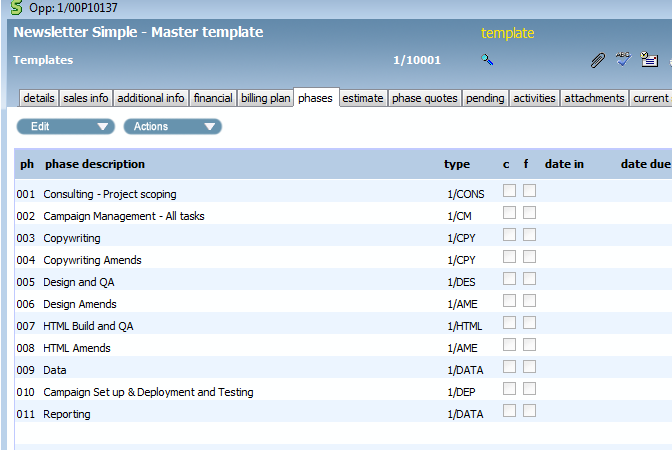 S Opp: 1/00P10137
Newsletter Simple - Master template template
Templates 1/10001 ABC
details sales info additional info financial billing plan phases estimate phase quotes pending activities attachments current
Edit Actions
ph phase description type c f date in date due
001 Consulting - Project scoping 1/CONS
002 Campaign Management - All tasks 1/CM
003 Copywriting 1/CPY
004 Copywriting Amends 1/CPY
005 Design and QA 1/DES
006 Design Amends 1/AME
007 HTML Build and QA 1/HTML
008 HTML Amends 1/AME
009 Data 1/DATA
010 Campaign Set up & Deployment and Testing 1/DEP
011 Reporting 1/DATA